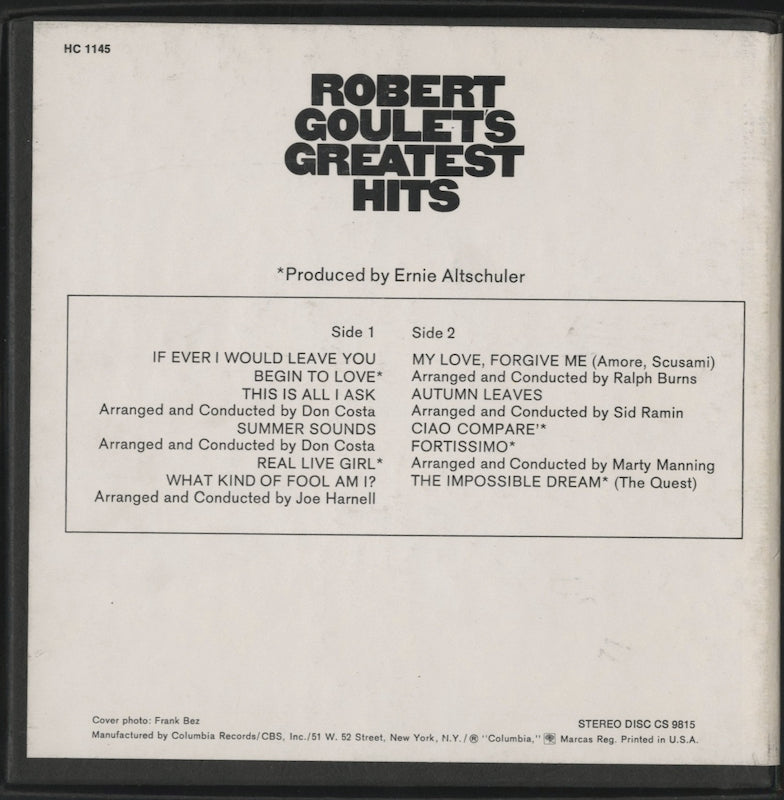 HC 1145
ROBERT
GOULET'S
GREATEST
HITS
*Produced by Ernie Altschuler
Side 1
IF EVER I WOULD LEAVE YOU
BEGIN TO LOVE*
THIS IS ALL I ASK
Arranged and Conducted by Don Costa
SUMMER SOUNDS
Arranged and Conducted by Don Costa
REAL LIVE GIRL*
WHAT KIND OF FOOL AM I?
Arranged and Conducted by Joe Harnell
Side 2
MY LOVE, FORGIVE ME (Amore, Scusami)
Arranged and Conducted by Ralph Burns
AUTUMN LEAVES
Arranged and Conducted by Sid Ramin
CIAO COMPARE'*
FORTISSIMO*
Arranged and Conducted by Marty Manning
THE IMPOSSIBLE DREAM* (The Quest)
Cover photo: Frank Bez
STEREO DISC CS 9815
Manufactured by Columbia Records/CBS, Inc./51 W. 52 Street, New York, N.Y./® "Columbia," Marcas Reg. Printed in U.S.A.